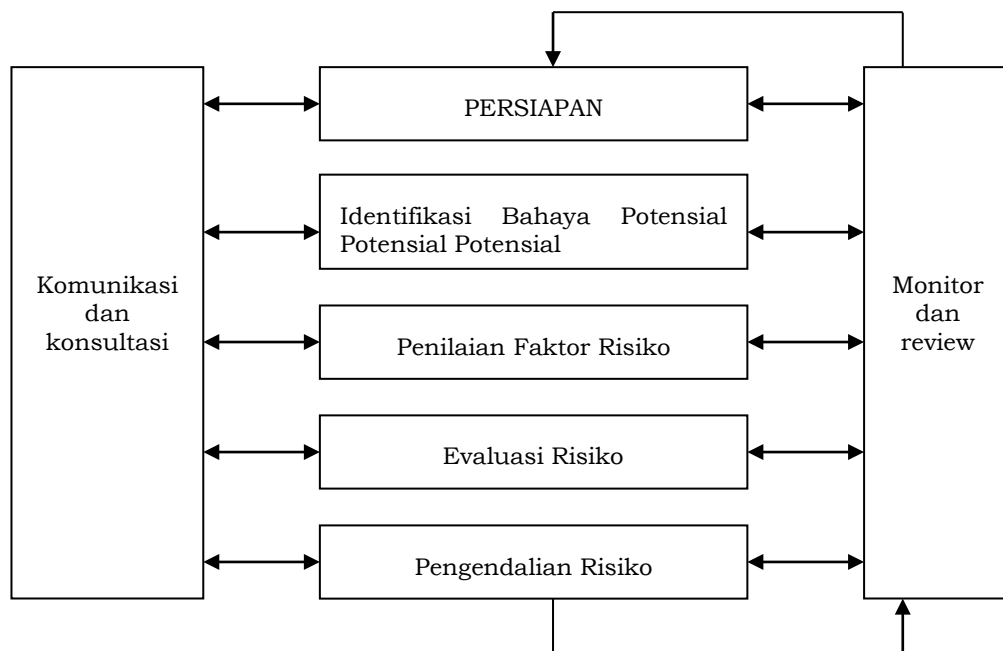 PERSIAPAN
Identifikasi Bahaya Potensial
Potensial Potensial
Komunikasi
dan
konsultasi
Penilaian Faktor Risiko
Monitor
dan
review
Evaluasi Risiko
Pengendalian Risiko